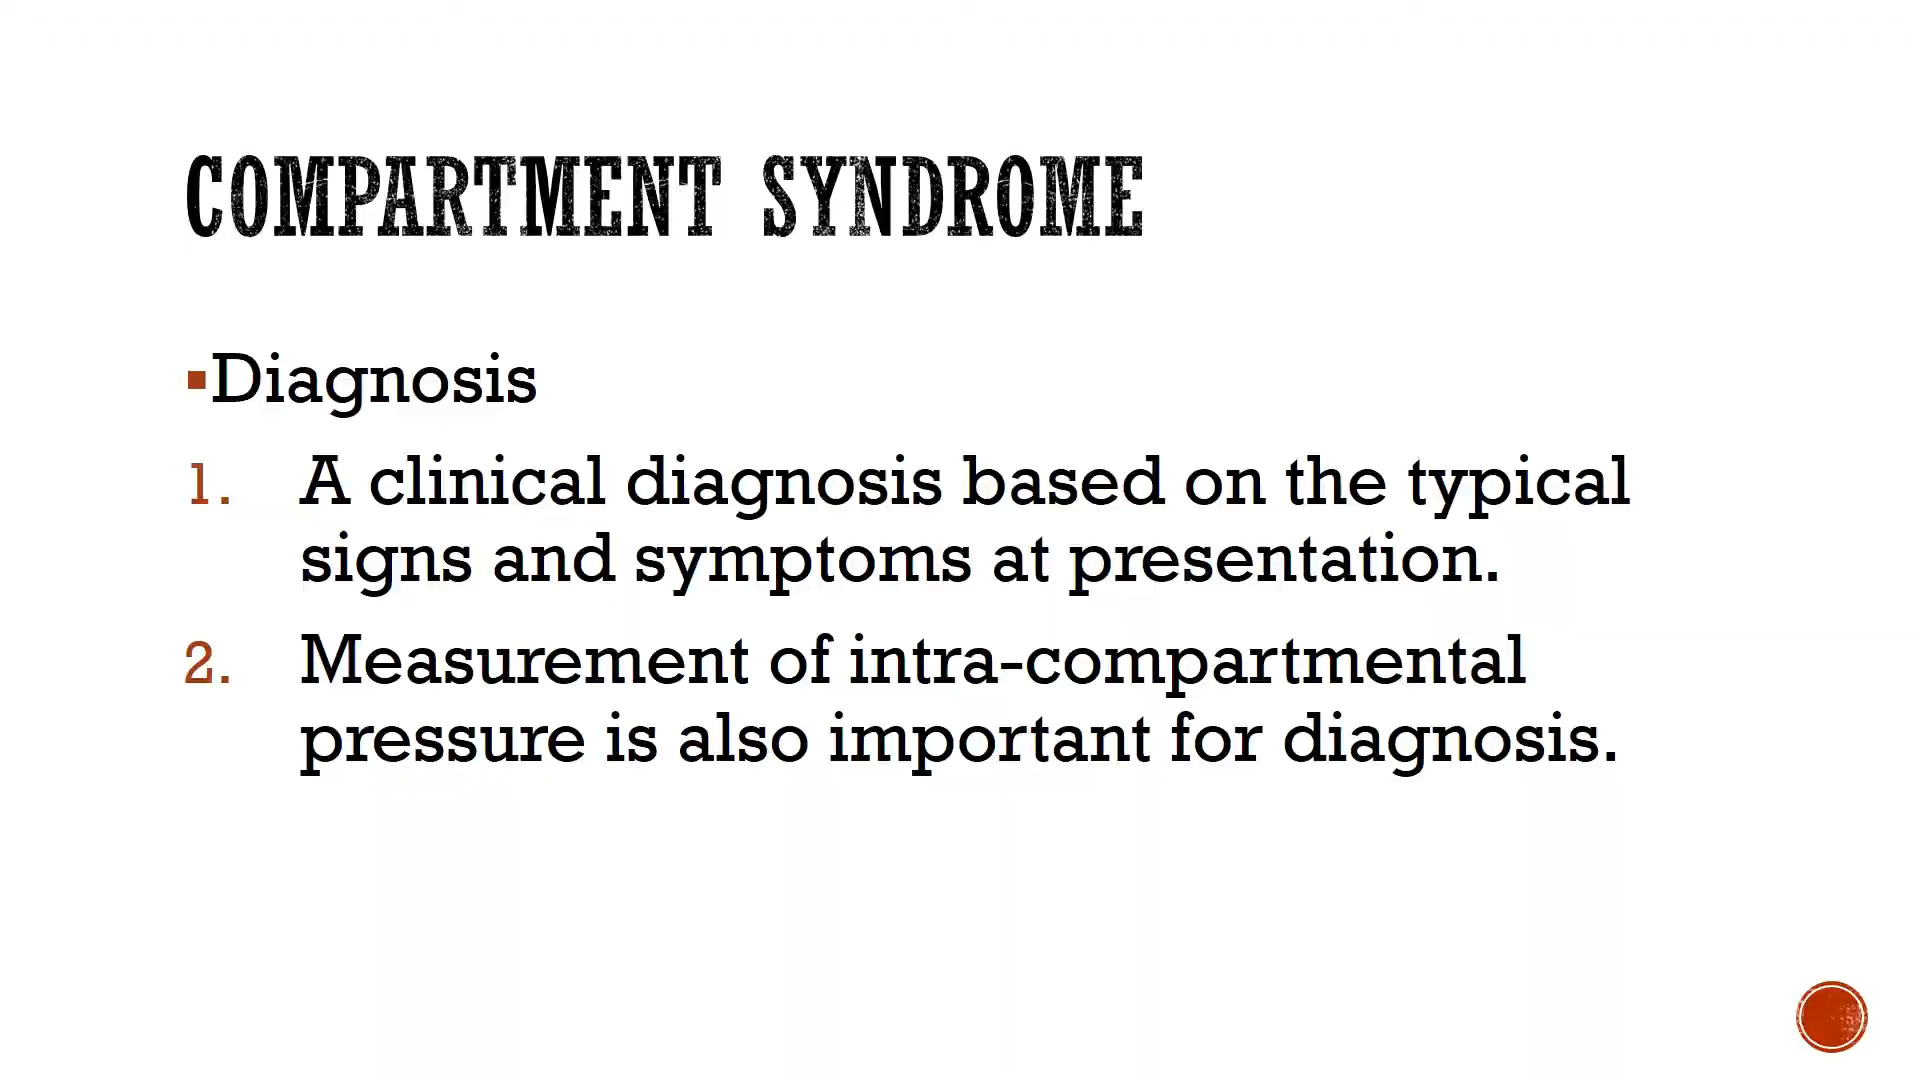 COMPARTMENT SYNDROME
▪Diagnosis
1. A clinical diagnosis based on the typical
signs and symptoms at presentation.
2. Measurement of intra-compartmental
pressure is also important for diagnosis.